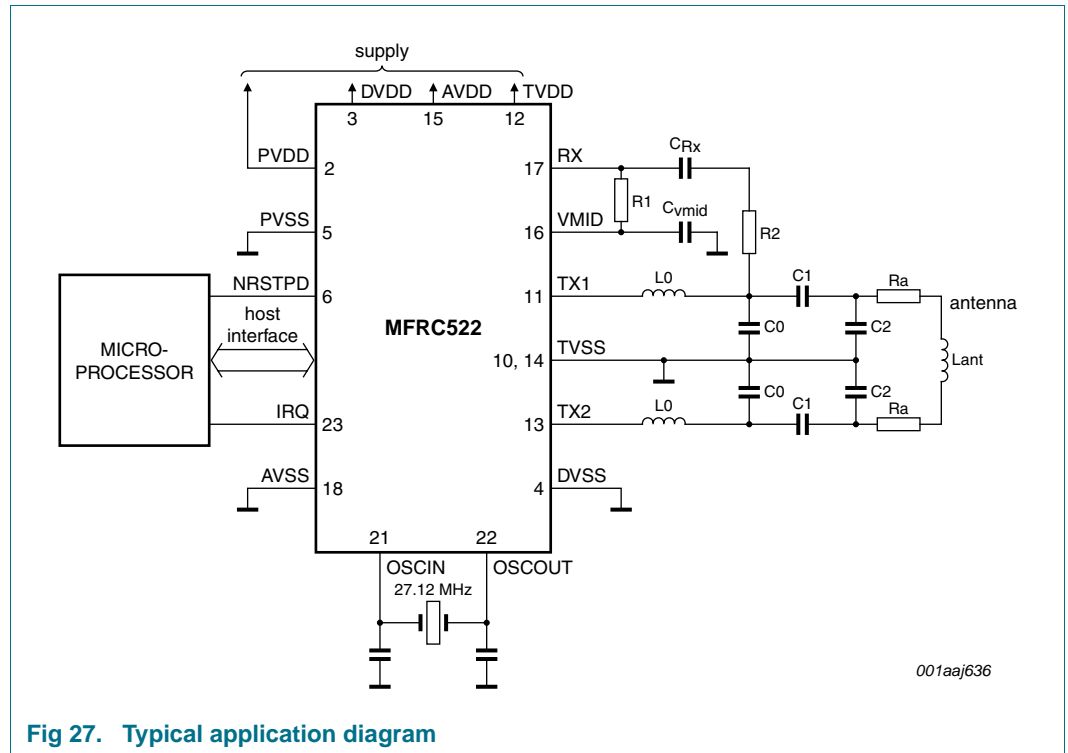 supply
DVDD AVDD TVDD
3 15 12
PVDD 2
17 RX
CRx
R1
PVSS 5
16 VMID
Cvmid
R2
NRSTPD 6
11 TX1
L0
C1
Ra
antenna
host
interface
MICRO-
PROCESSOR
MFRC522
C0
C2
10, 14 TVSS
Lant
C0
C2
IRQ 23
13 TX2
L0
C1
Ra
AVSS 18
4 DVSS
21 22
OSCIN OSCOUT
27.12 MHz
001aaj636
Fig 27. Typical application diagram